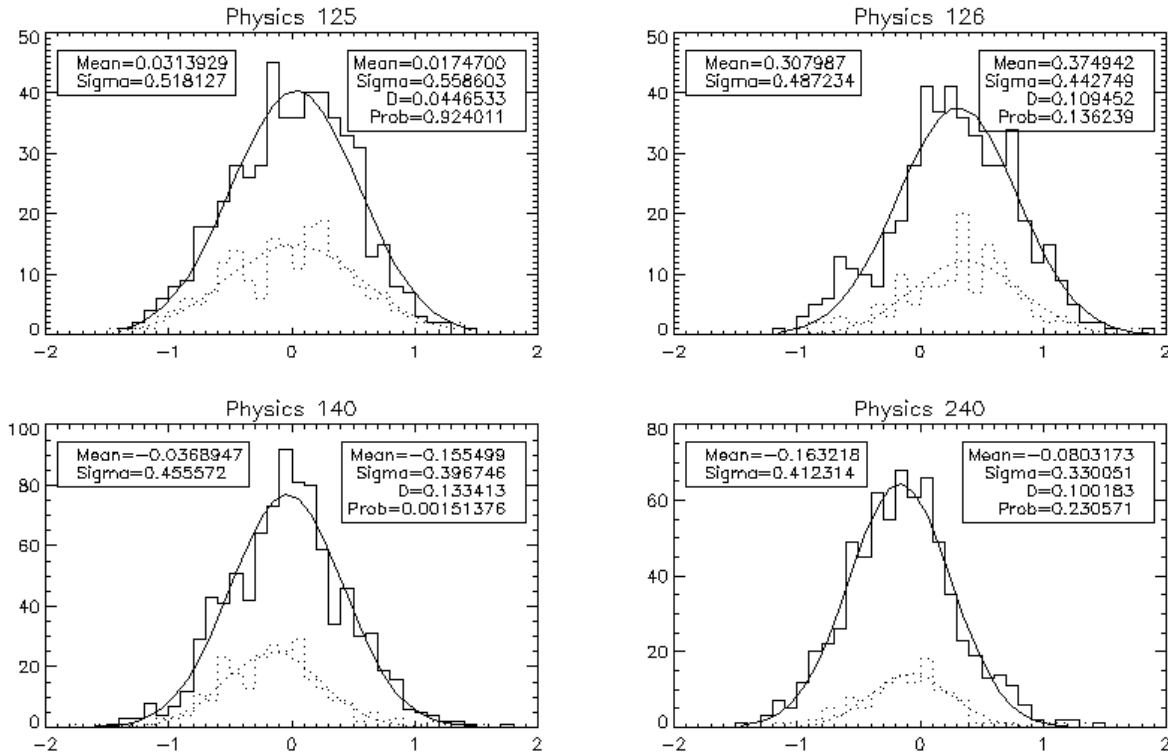 Physics 125
50
40
30
20
10
0
Mean=0.0313929
Sigma=0.518127
Mean=0.0174700
Sigma=0.558603
D=0.0446533
Prob=0.924011
-2 -1 0 1 2
Physics 126
50
40
30
20
10
0
Mean=0.307987
Sigma=0.487234
Mean=0.374942
Sigma=0.442749
D=0.109452
Prob=0.136239
-2 -1 0 1 2
Physics 140
100
80
60
40
20
0
Mean=-0.0368947
Sigma=0.455572
Mean=-0.155499
Sigma=0.396746
D=0.133413
Prob=0.00151376
-2 -1 0 1 2
Physics 240
80
60
40
20
0
Mean=-0.163218
Sigma=0.412314
Mean=-0.0803173
Sigma=0.330051
D=0.100183
Prob=0.230571
-2 -1 0 1 2